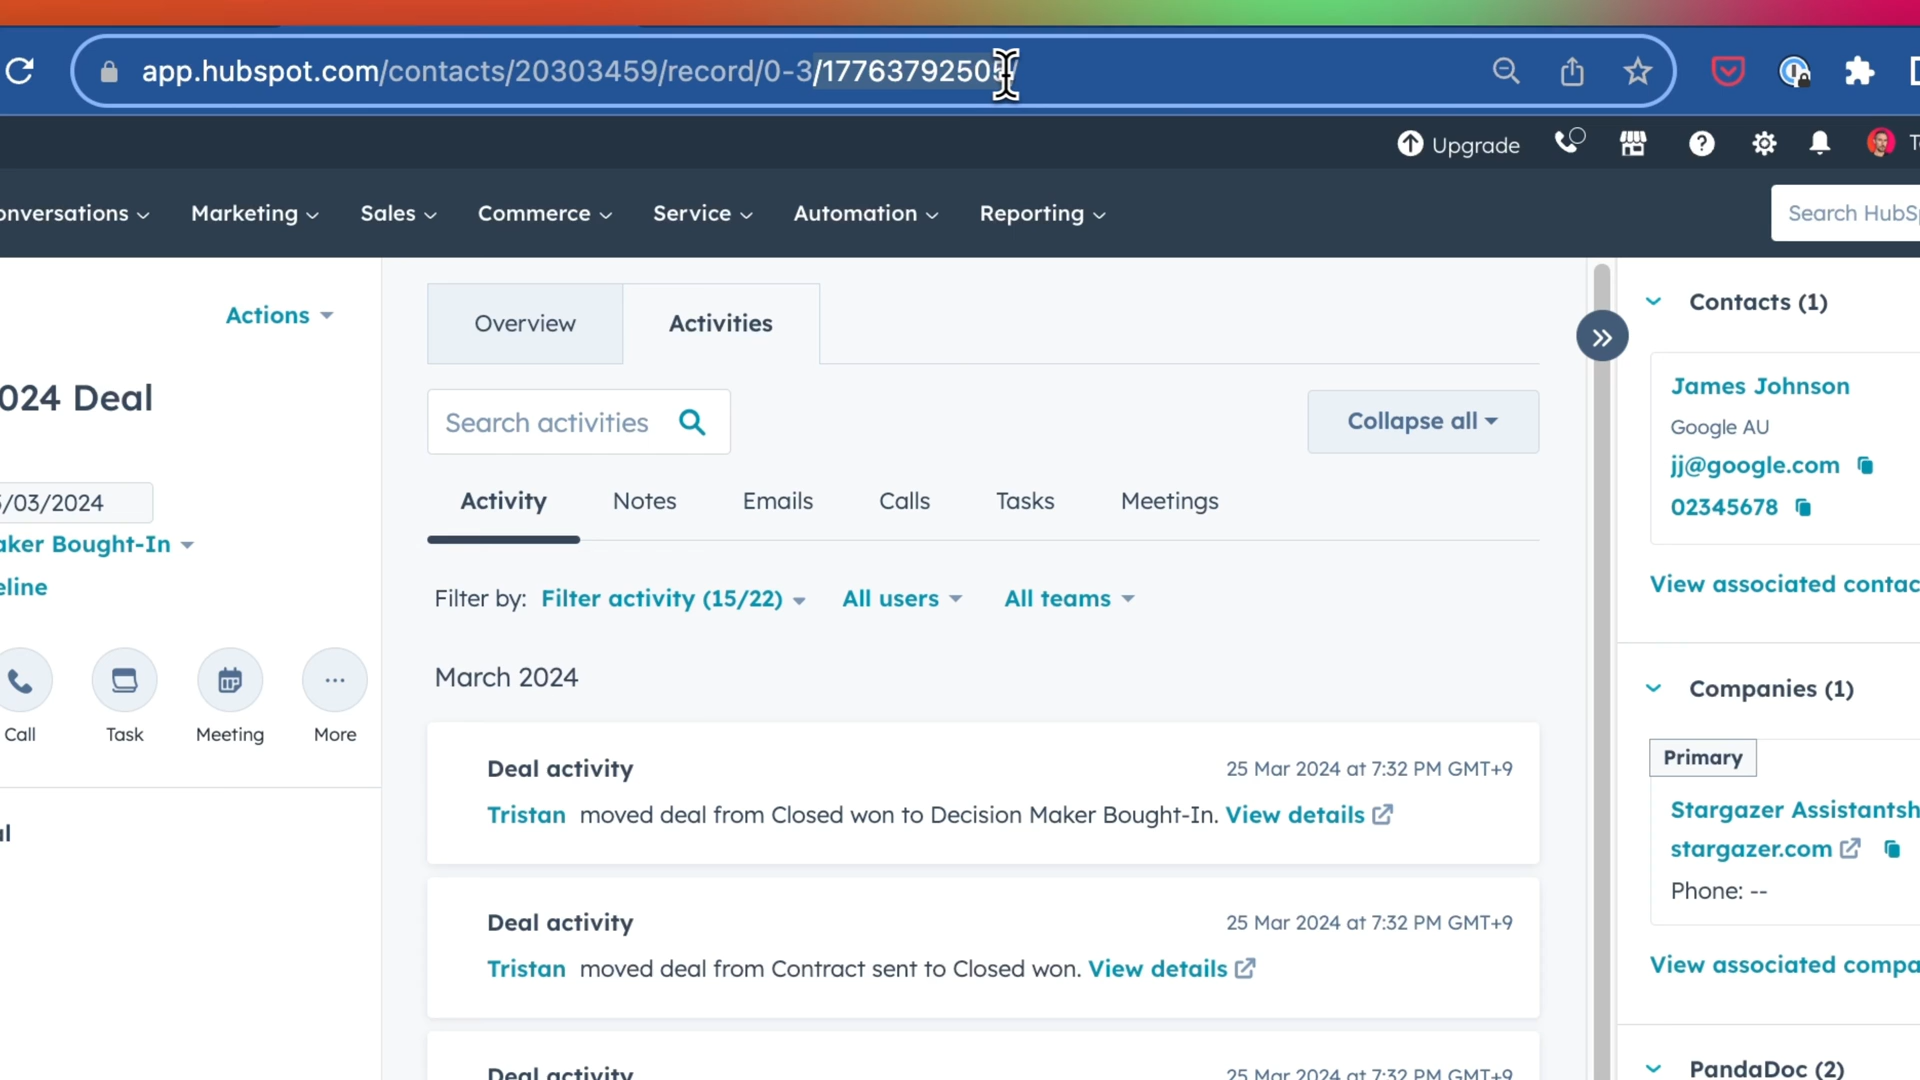 app.hubspot.com/contacts/20303459/record/0-3/17763792505/
Upgrade
onversations Marketing Sales Commerce Service Automation Reporting
Search HubSp
Actions
024 Deal
5/03/2024
aker Bought-In
eline
Call Task Meeting More
al
Overview Activities
Search activities
Collapse all
Activity Notes Emails Calls Tasks Meetings
Filter by: Filter activity (15/22) All users All teams
March 2024
Deal activity 25 Mar 2024 at 7:32 PM GMT+9
Tristan moved deal from Closed won to Decision Maker Bought-In. View details
Deal activity 25 Mar 2024 at 7:32 PM GMT+9
Tristan moved deal from Contract sent to Closed won. View details
Deal activity 25 Mar 2024 at 7:32 PM GMT+9
Contacts (1)
James Johnson
Google AU
jj@google.com
02345678
View associated contac
Companies (1)
Primary
Stargazer Assistantsh
stargazer.com
Phone: --
View associated compa
PandaDoc (2)